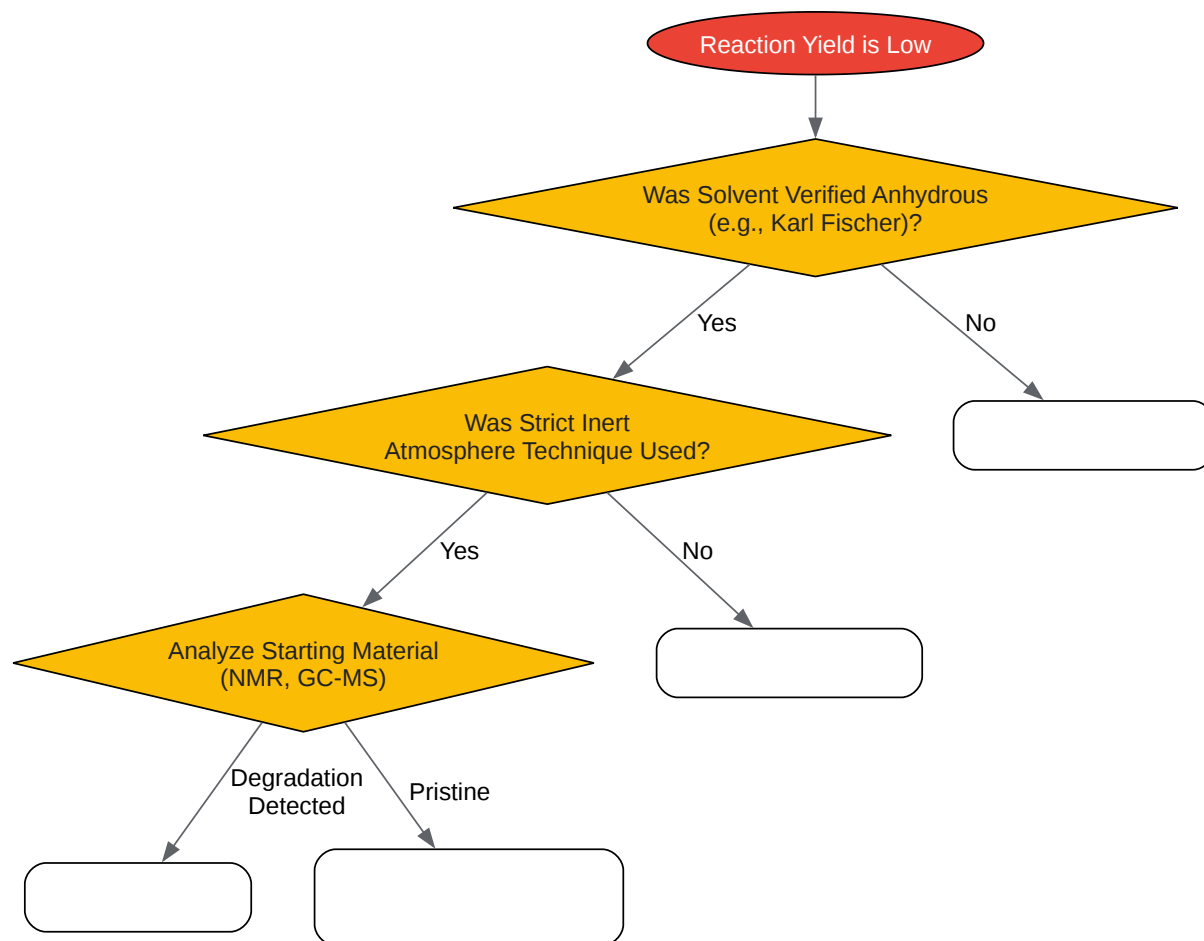 Reaction Yield is Low
Was Solvent Verified Anhydrous
(e.g., Karl Fischer)?
Yes
No
Was Strict Inert
Atmosphere Technique Used?
Yes
No
Analyze Starting Material
(NMR, GC-MS)
Degradation
Detected
Pristine